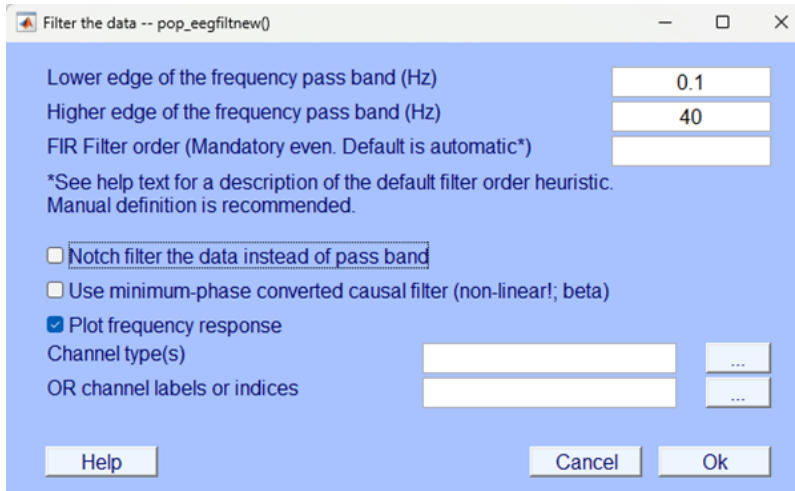 Filter the data -- pop_eegfiltnew()
Lower edge of the frequency pass band (Hz) 0.1
Higher edge of the frequency pass band (Hz) 40
FIR Filter order (Mandatory even. Default is automatic*)
*See help text for a description of the default filter order heuristic.
Manual definition is recommended.
Notch filter the data instead of pass band
Use minimum-phase converted causal filter (non-linear!; beta)
Plot frequency response
Channel type(s) ...
OR channel labels or indices ...
Help Cancel Ok